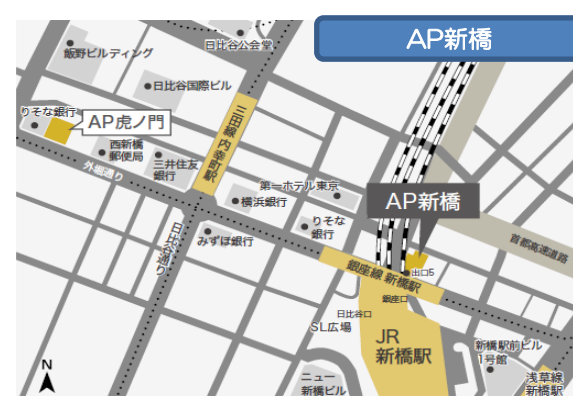 AP新橋
日比谷公会堂
飯野ビルディング
日比谷国際ビル
りそな銀行
AP虎ノ門
三田線 内幸町駅
西新橋
郵便局
三井住友
銀行
外堀通り
第一ホテル東京
横浜銀行
AP新橋
りそな
銀行
みずほ銀行
日比谷通り
首都高速道路
銀座線 新橋駅
出口5
銀座口
日比谷口
SL広場
JR
新橋駅
新橋駅前ビル
1号館
ニュー
新橋ビル
浅草線
新橋駅
N